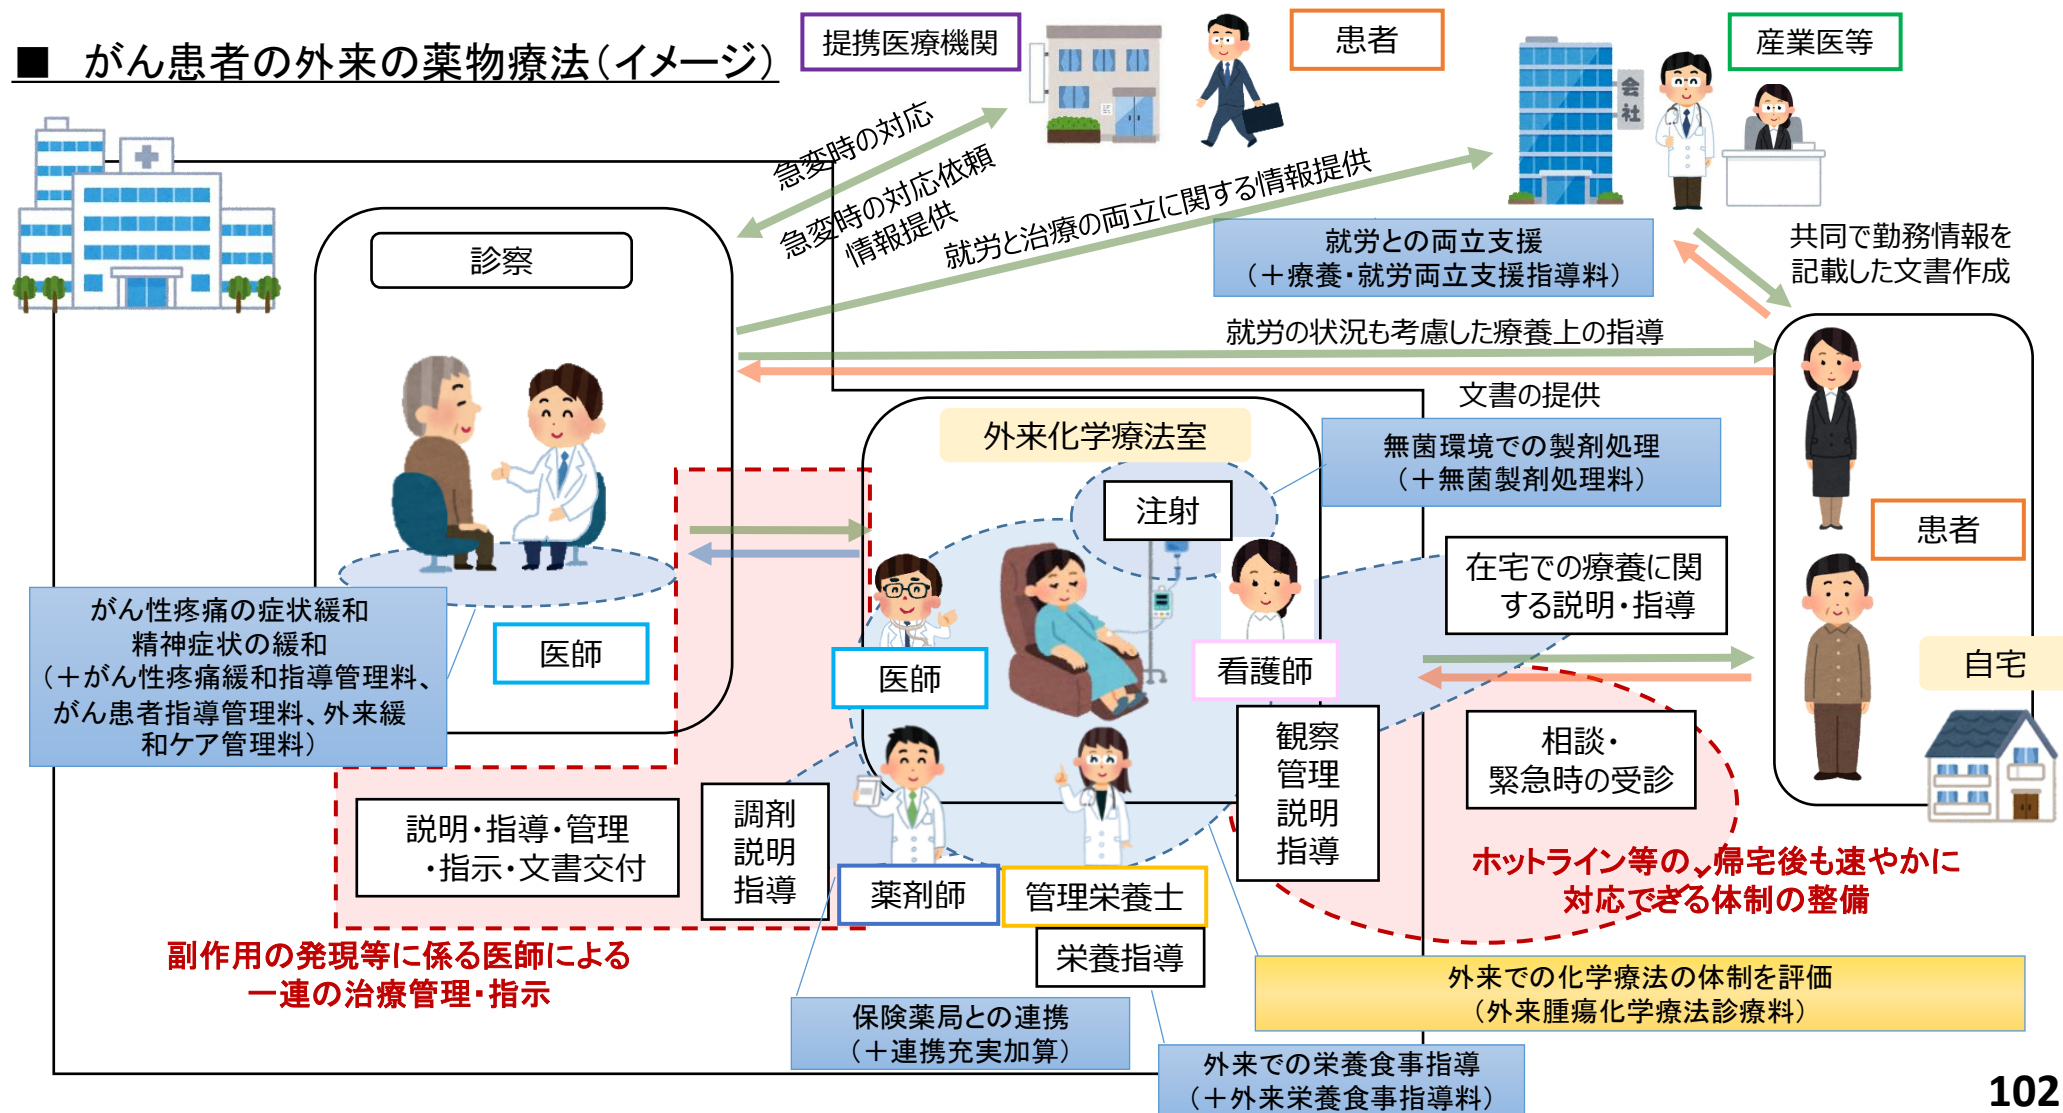 ■ がん患者の外来の薬物療法（イメージ）
提携医療機関
患者
産業医等
会社
急変時の対応
急変時の対応依頼
情報提供
就労と治療の両立に関する情報提供
就労との両立支援
（＋療養・就労両立支援指導料）
共同で勤務情報を
記載した文書作成
診察
就労の状況も考慮した療養上の指導
文書の提供
外来化学療法室
無菌環境での製剤処理
（＋無菌製剤処理料）
注射
患者
在宅での療養に関
する説明・指導
がん性疼痛の症状緩和
精神症状の緩和
（＋がん性疼痛緩和指導管理料、
がん患者指導管理料、外来緩
和ケア管理料）
医師
医師
看護師
自宅
観察
管理
説明
指導
相談・
緊急時の受診
説明・指導・管理
・指示・文書交付
調剤
説明
指導
薬剤師
管理栄養士
栄養指導
ホットライン等の、帰宅後も速やかに
対応できる体制の整備
副作用の発現等に係る医師による
一連の治療管理・指示
外来での化学療法の体制を評価
（外来腫瘍化学療法診療料）
保険薬局との連携
（＋連携充実加算）
外来での栄養食事指導
（＋外来栄養食事指導料）
102